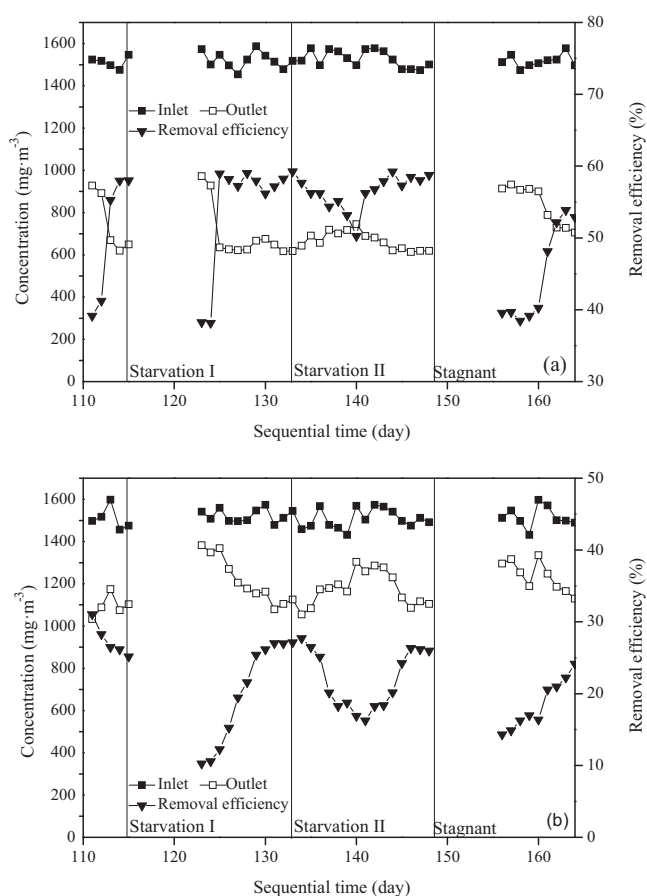 1600
1400
1200
1000
800
600
400
200
0
Concentration (mg·m⁻³)
Inlet Outlet
Removal efficiency
80
70
60
50
40
30
Removal efficiency (%)
Starvation I Starvation II Stagnant (a)
110 120 130 140 150 160
Sequential time (day)
1600
1400
1200
1000
800
600
400
200
0
Concentration (mg·m⁻³)
50
40
30
20
10
0
Removal efficiency (%)
Inlet Outlet
Removal efficiency
Starvation I Starvation II Stagnant (b)
110 120 130 140 150 160
Sequential time (day)